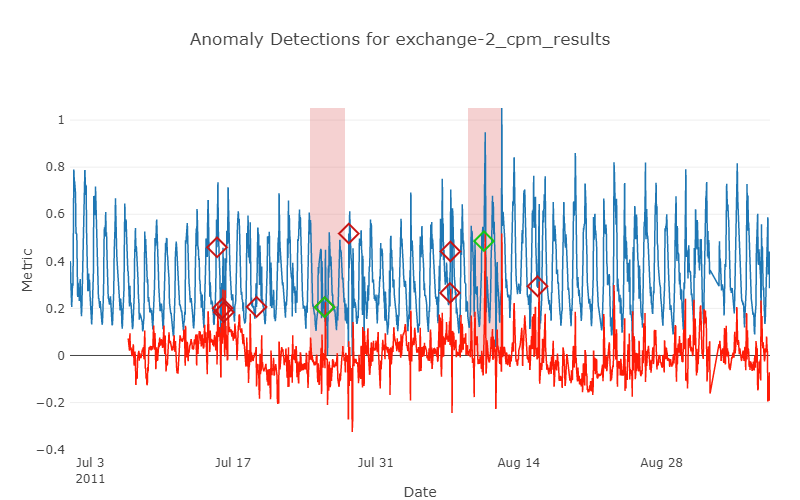 Anomaly Detections for exchange-2_cpm_results
1
0.8
0.6
0.4
0.2
0
−0.2
−0.4
Metric
Jul 3
2011
Jul 17
Jul 31
Aug 14
Aug 28
Date